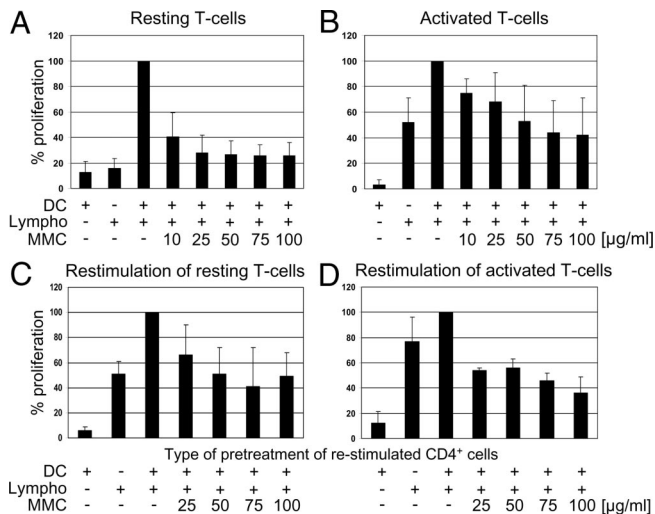 A Resting T-cells
120
100
80
60
40
20
0
% proliferation
DC + - + + + + + +
Lympho - + + + + + + +
MMC - - - 10 25 50 75 100
B Activated T-cells
120
100
80
60
40
20
0
+ - + + + + + +
- + + + + + + +
- - - 10 25 50 75 100 [µg/ml]
C Restimulation of resting T-cells
120
100
80
60
40
20
0
% proliferation
D Restimulation of activated T-cells
120
100
80
60
40
20
0
Type of pretreatment of re-stimulated CD4⁺ cells
DC + - + + + + +
Lympho - + + + + + +
MMC - - - 25 50 75 100
+ - + + + + +
- + + + + + +
- - - 25 50 75 100 [µg/ml]